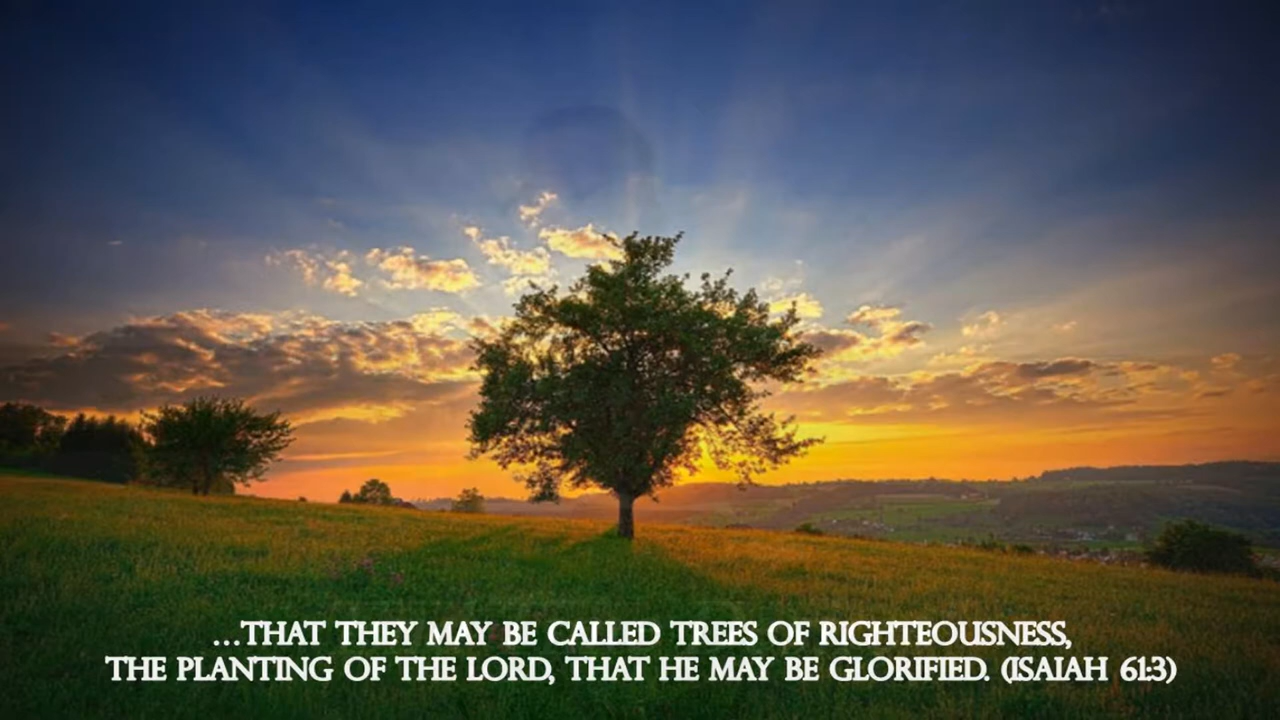 ...THAT THEY MAY BE CALLED TREES OF RIGHTEOUSNESS,
THE PLANTING OF THE LORD, THAT HE MAY BE GLORIFIED. (ISAIAH 61:3)